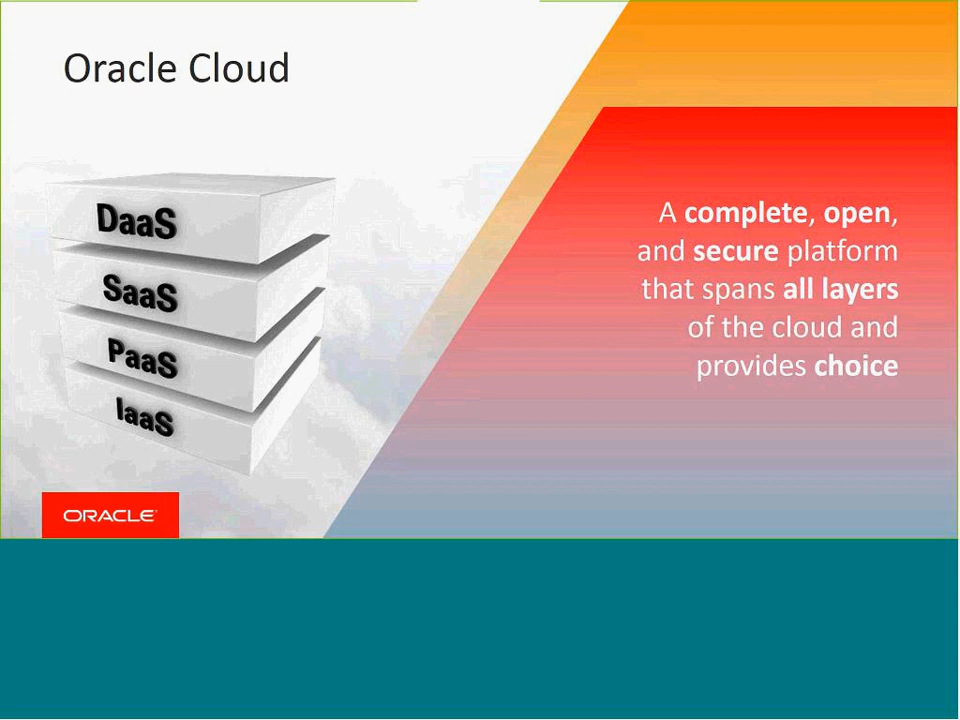 Oracle Cloud
DaaS
SaaS
PaaS
IaaS
A complete, open,
and secure platform
that spans all layers
of the cloud and
provides choice
ORACLE